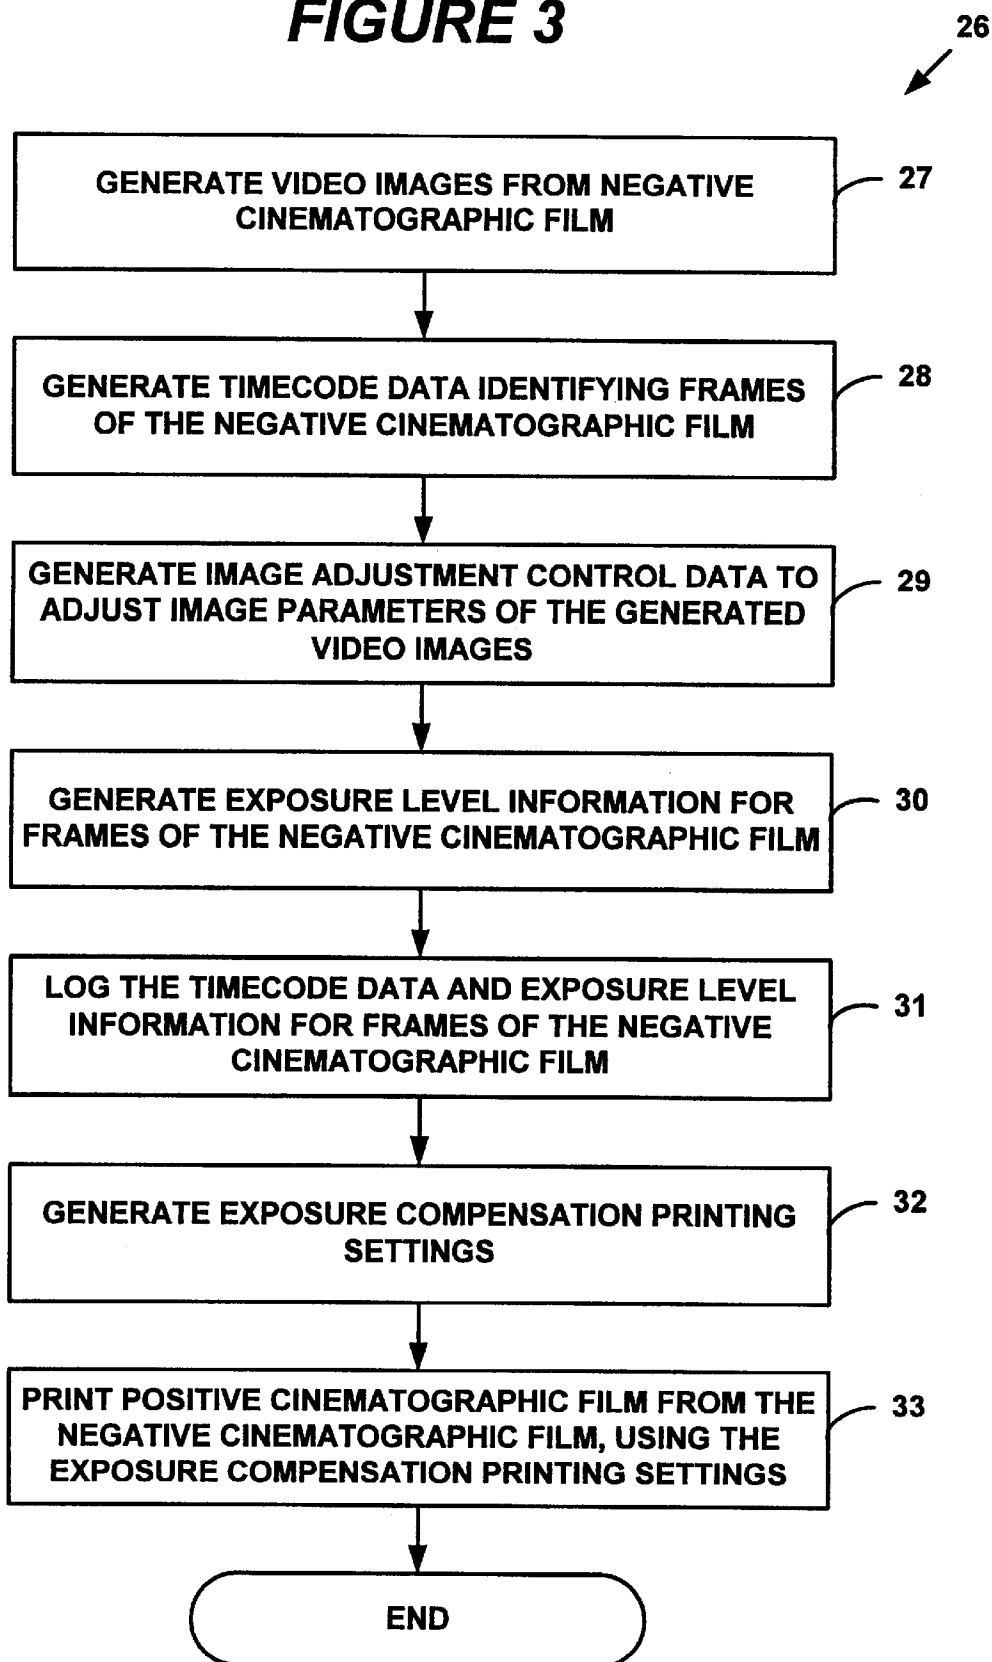 FIGURE 3
26
GENERATE VIDEO IMAGES FROM NEGATIVE
CINEMATOGRAPHIC FILM
27
GENERATE TIMECODE DATA IDENTIFYING FRAMES
OF THE NEGATIVE CINEMATOGRAPHIC FILM
28
GENERATE IMAGE ADJUSTMENT CONTROL DATA TO
ADJUST IMAGE PARAMETERS OF THE GENERATED
VIDEO IMAGES
29
GENERATE EXPOSURE LEVEL INFORMATION FOR
FRAMES OF THE NEGATIVE CINEMATOGRAPHIC FILM
30
LOG THE TIMECODE DATA AND EXPOSURE LEVEL
INFORMATION FOR FRAMES OF THE NEGATIVE
CINEMATOGRAPHIC FILM
31
GENERATE EXPOSURE COMPENSATION PRINTING
SETTINGS
32
PRINT POSITIVE CINEMATOGRAPHIC FILM FROM THE
NEGATIVE CINEMATOGRAPHIC FILM, USING THE
EXPOSURE COMPENSATION PRINTING SETTINGS
33
END